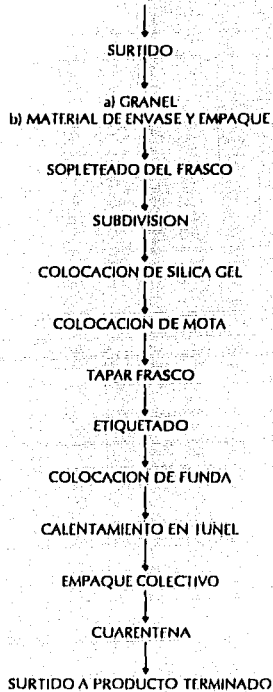 SURTIDO
a) GRANEL
b) MATERIAL DE ENVASE Y EMPAQUE
SOPLETEADO DEL FRASCO
SUBDIVISION
COLOCACION DE SILICA GEL
COLOCACION DE MOTA
TAPAR FRASCO
ETIQUETADO
COLOCACION DE FUNDA
CALENTAMIENTO EN TUNEL
EMPAQUE COLECTIVO
CUARENTENA
SURTIDO A PRODUCTO TERMINADO